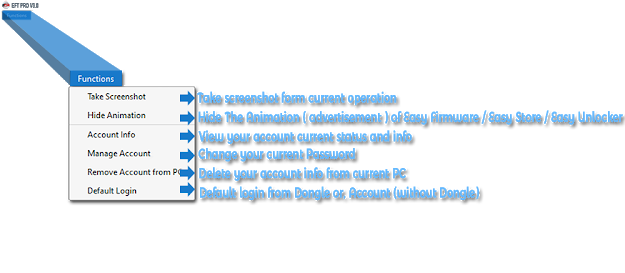 EFT PRO V1.0
Functions
Functions
Take Screenshot Take screenshot form current operation
Hide Animation Hide The Animation ( advertisement ) of Easy Firmware / Easy Store / Easy Unlocker
Account Info View your account current status and info
Manage Account Change your current Password
Remove Account from PC Delete your account info from current PC
Default Login Default login from Dongle or, Account (without Dongle)